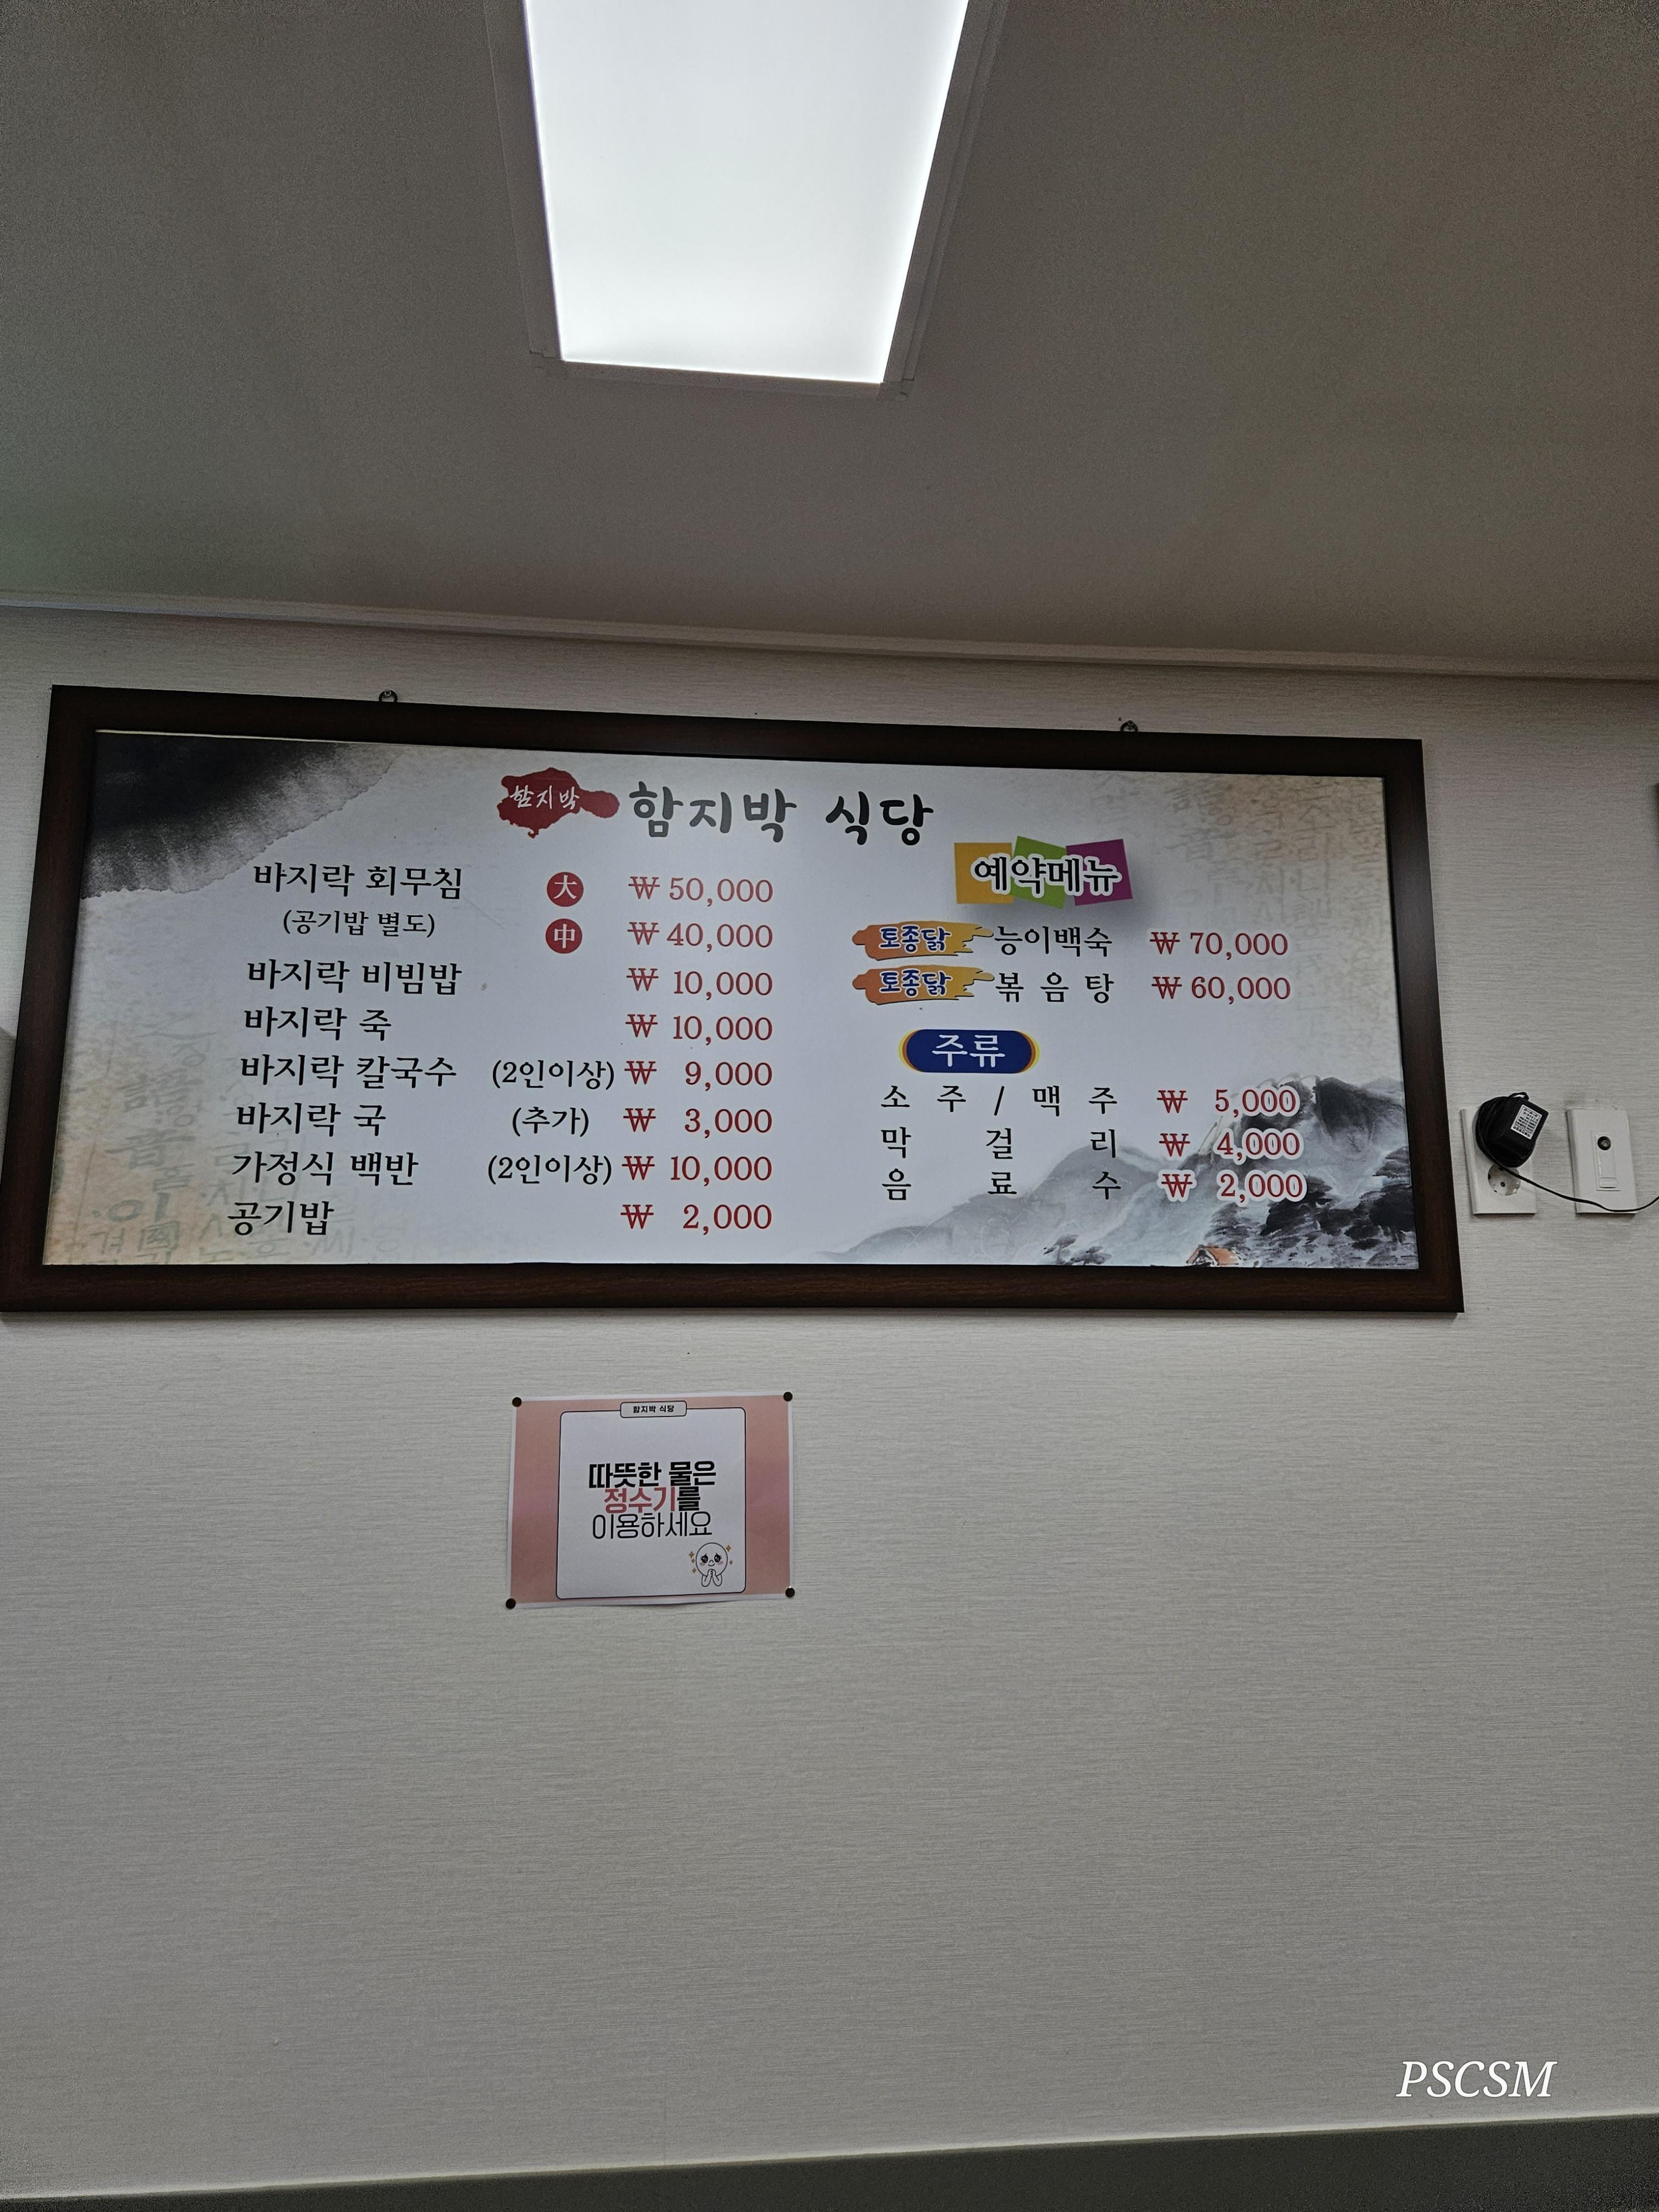 함지박
함지박 식당
바지락 회무침 大 ₩ 50,000
(공기밥 별도) 中 ₩ 40,000
바지락 비빔밥 ₩ 10,000
바지락 죽 ₩ 10,000
바지락 칼국수 (2인이상) ₩ 9,000
바지락 국 (추가) ₩ 3,000
가정식 백반 (2인이상) ₩ 10,000
공기밥 ₩ 2,000
예약메뉴
토종닭 능이백숙 ₩ 70,000
토종닭 볶음탕 ₩ 60,000
주류
소주/맥주 ₩ 5,000
막걸리 ₩ 4,000
음료수 ₩ 2,000
함지박 식당
따뜻한 물은
정수기를
이용하세요
PSCSM